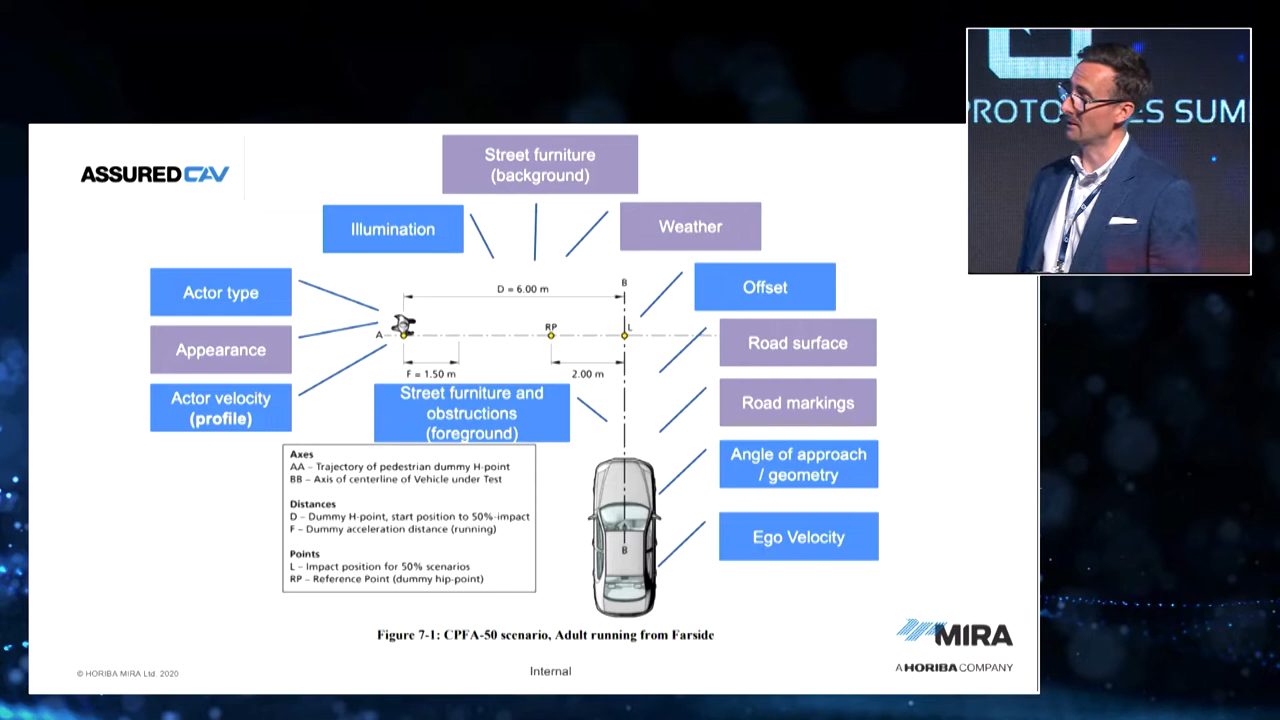 PROTO ES SUM
ASSURED CAV
Street furniture
(background)
Illumination
Weather
Actor type
Offset
Appearance
Road surface
Actor velocity
(profile)
Road markings
Street furniture and
obstructions
(foreground)
Angle of approach
/ geometry
Ego Velocity
D = 6.00 m
B
A
RP
L
F = 1.50 m
2.00 m
B
Axes
AA – Trajectory of pedestrian dummy H-point
BB – Axis of centerline of Vehicle under Test
Distances
D – Dummy H-point, start position to 50%-impact
F – Dummy acceleration distance (running)
Points
L – Impact position for 50% scenarios
RP – Reference Point (dummy hip-point)
Figure 7-1: CPFA-50 scenario, Adult running from Farside
MIRA
A HORIBA COMPANY
© HORIBA MIRA Ltd. 2020
Internal